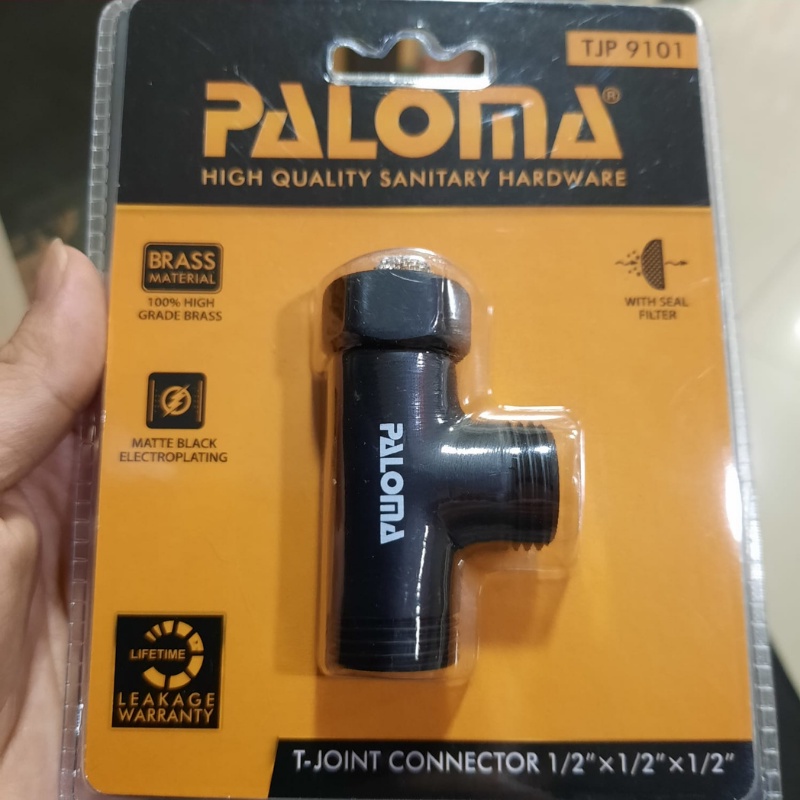 TJP 9101
PALOMA®
HIGH QUALITY SANITARY HARDWARE
BRASS
MATERIAL
100% HIGH
GRADE BRASS
WITH SEAL
FILTER
MATTE BLACK
ELECTROPLATING
PALOMA
LIFETIME
LEAKAGE
WARRANTY
T-JOINT CONNECTOR 1/2"×1/2"×1/2"